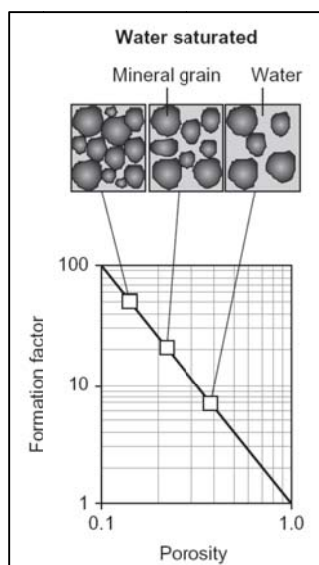 Water saturated
Mineral grain Water
100
10
1
Formation factor
0.1 1.0
Porosity